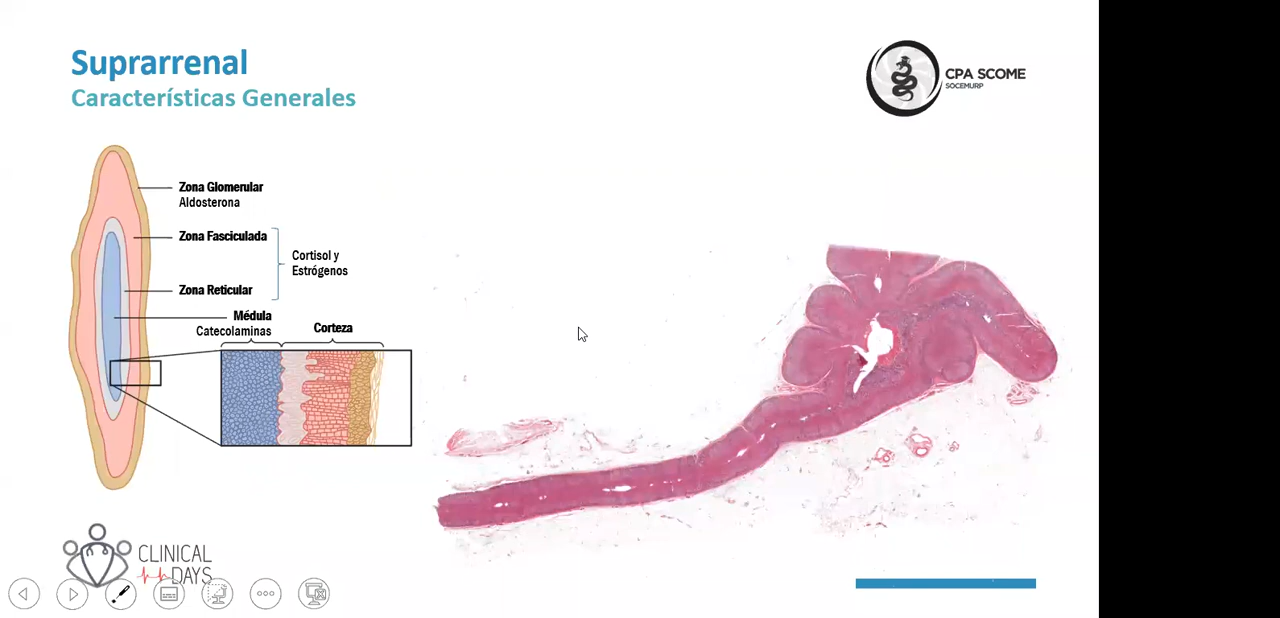 Suprarrenal
Características Generales
CPA SCOME
SOCEMURP
Zona Glomerular
Aldosterona
Zona Fasciculada
Cortisol y
Estrógenos
Zona Reticular
Médula
Catecolaminas
Corteza
CLINICAL
DAYS